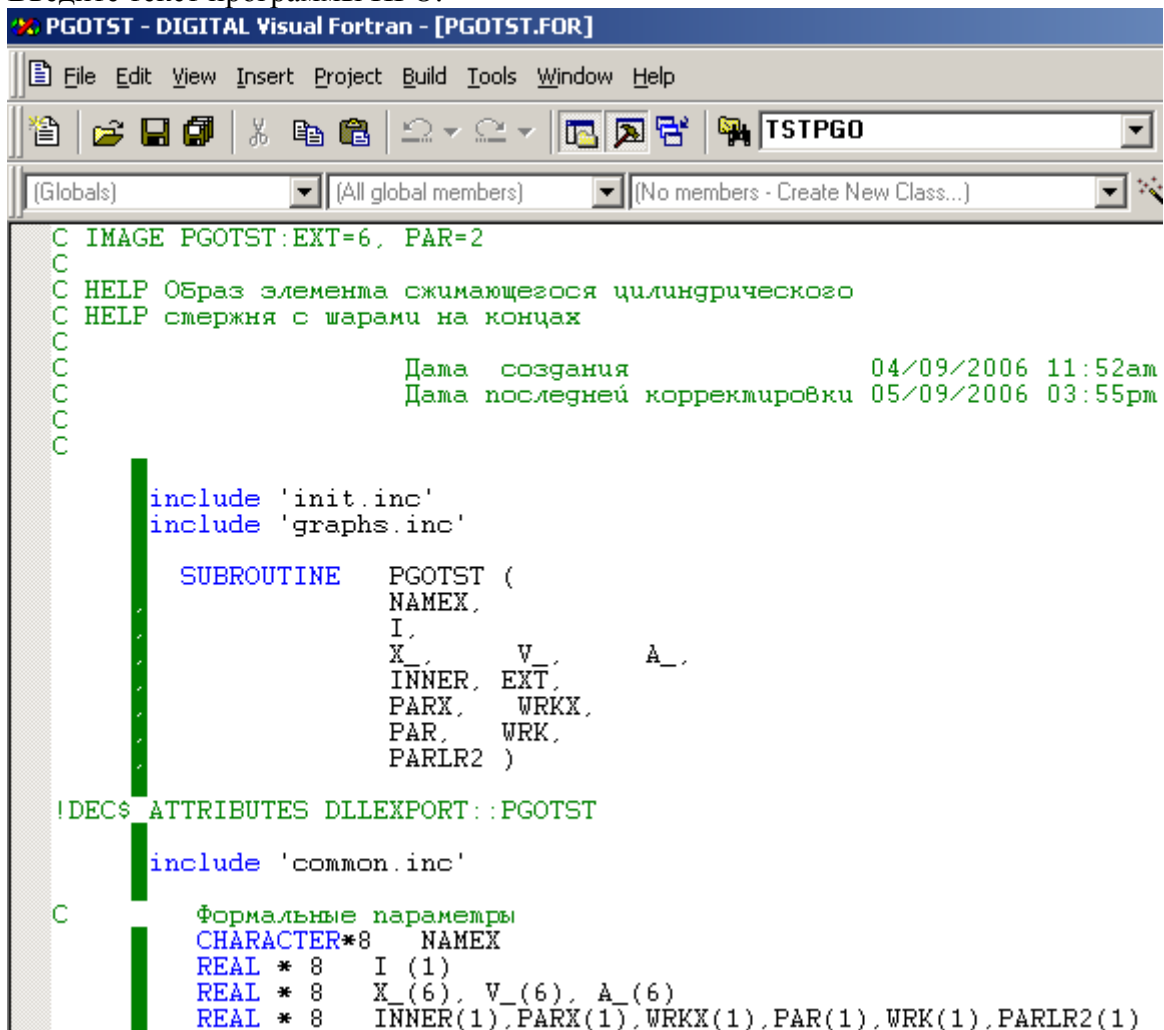 PGOTST - DIGITAL Visual Fortran - [PGOTST.FOR]
File Edit View Insert Project Build Tools Window Help
TSTPGO
(Globals) (All global members) (No members - Create New Class...)
C IMAGE PGOTST:EXT=6, PAR=2
C
C HELP Образ элемента сжимающегося цилиндрического
C HELP стержня с шарами на концах
C
C Дата создания 04/09/2006 11:52am
C Дата последней корректировки 05/09/2006 03:55pm
C
C
include 'init.inc'
include 'graphs.inc'
SUBROUTINE PGOTST (
, NAMEX,
, I,
, X_, V_, A_,
, INNER, EXT,
, PARX, WRKX,
, PAR, WRK,
, PARLR2 )
!DEC$ ATTRIBUTES DLLEXPORT::PGOTST
include 'common.inc'
C Формальные параметры
CHARACTER*8 NAMEX
REAL * 8 I (1)
REAL * 8 X_(6), V_(6), A_(6)
REAL * 8 INNER(1),PARX(1),WRKX(1),PAR(1),WRK(1),PARLR2(1)